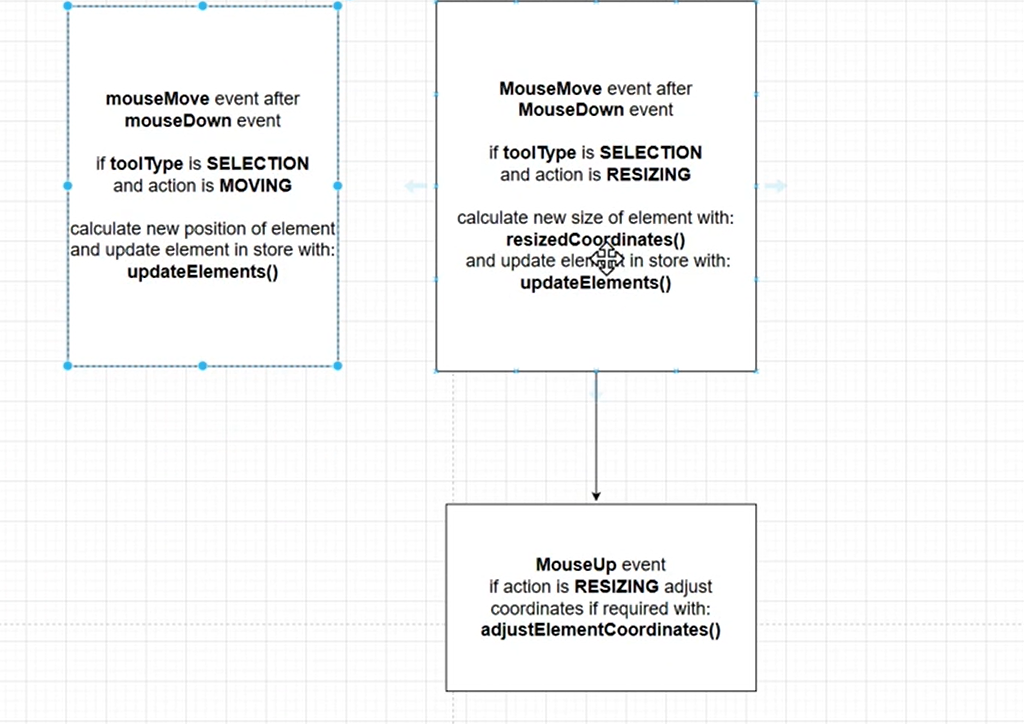 mouseMove event after
mouseDown event
if toolType is SELECTION
and action is MOVING
calculate new position of element
and update element in store with:
updateElements()
MouseMove event after
MouseDown event
if toolType is SELECTION
and action is RESIZING
calculate new size of element with:
resizedCoordinates()
and update element in store with:
updateElements()
MouseUp event
if action is RESIZING adjust
coordinates if required with:
adjustElementCoordinates()